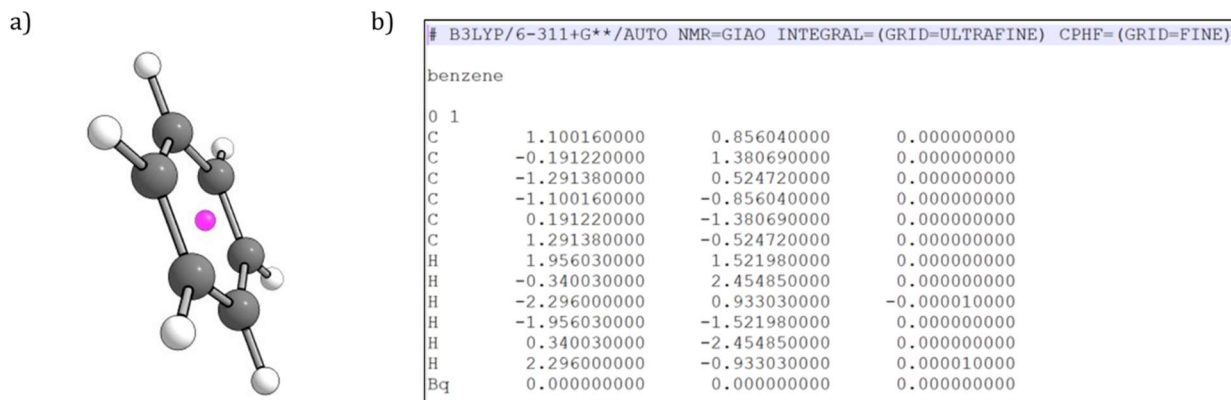 a)
b)
# B3LYP/6-311+G**/AUTO NMR=GIAO INTEGRAL=(GRID=ULTRAFINE) CPHF=(GRID=FINE)
benzene
0 1
C 1.100160000 0.856040000 0.000000000
C -0.191220000 1.380690000 0.000000000
C -1.291380000 0.524720000 0.000000000
C -1.100160000 -0.856040000 0.000000000
C 0.191220000 -1.380690000 0.000000000
C 1.291380000 -0.524720000 0.000000000
H 1.956030000 1.521980000 0.000000000
H -0.340030000 2.454850000 0.000000000
H -2.296000000 0.933030000 -0.000010000
H -1.956030000 -1.521980000 0.000000000
H 0.340030000 -2.454850000 0.000000000
H 2.296000000 -0.933030000 0.000010000
Bq 0.000000000 0.000000000 0.000000000